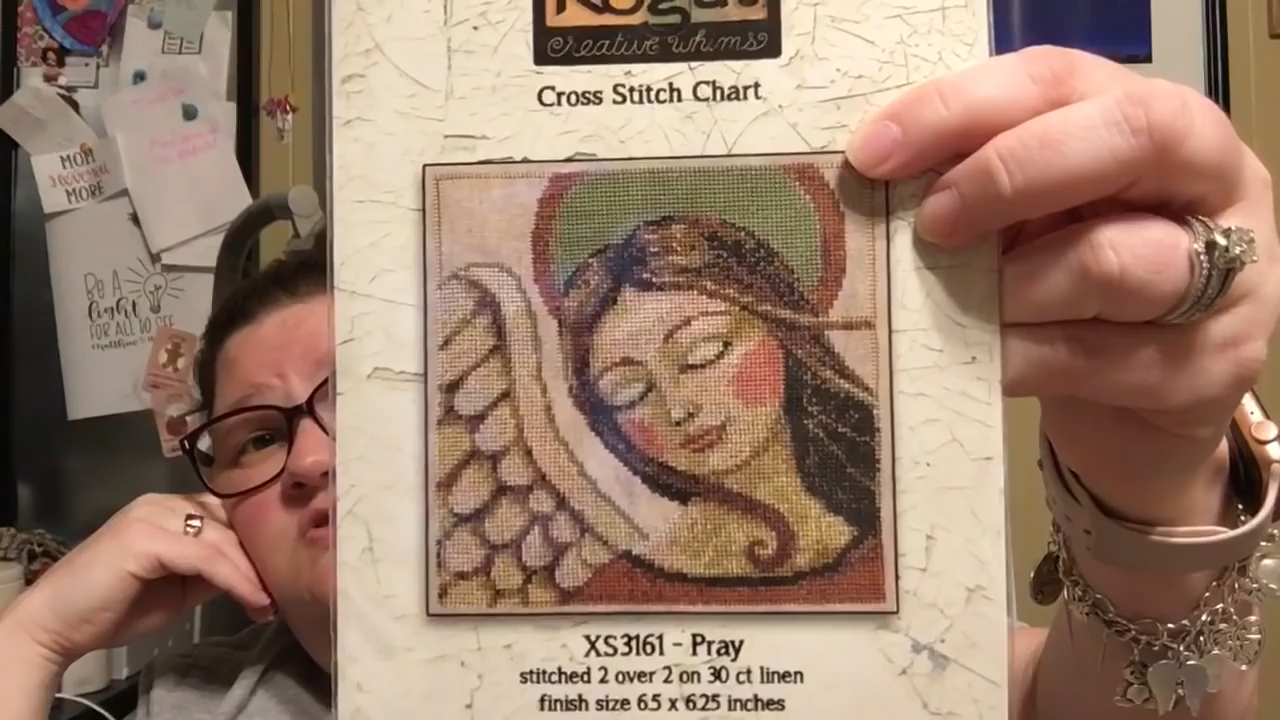 creative whims
Cross Stitch Chart
MOM
MORE
Be A
light
FOR ALL TO SEE
XS3161 - Pray
stitched 2 over 2 on 30 ct linen
finish size 6.5 x 6.25 inches